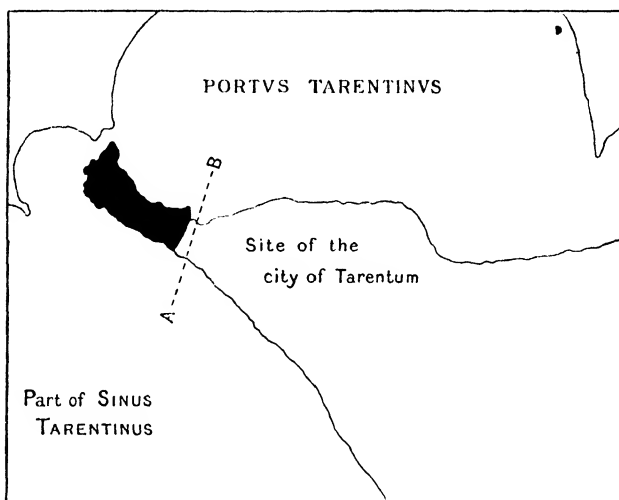 PORTVS TARENTINVS
B
Site of the
city of Tarentum
A
Part of SINUS
TARENTINUS